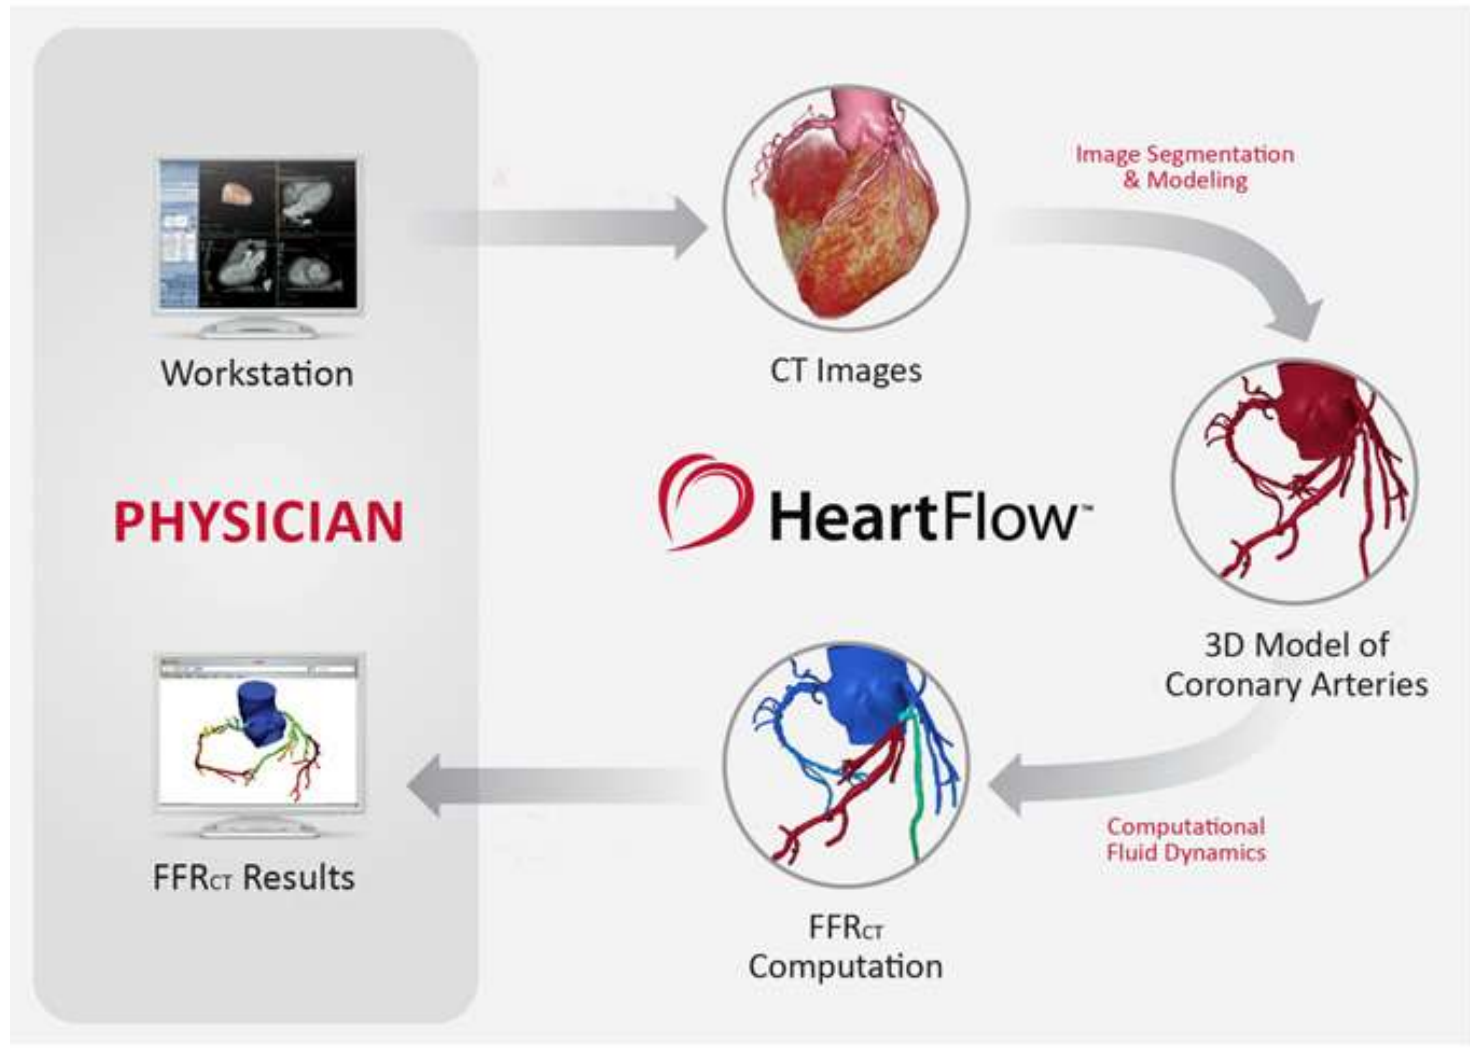 Image Segmentation
& Modeling
Workstation
CT Images
PHYSICIAN
HeartFlow™
3D Model of
Coronary Arteries
Computational
Fluid Dynamics
FFRCT Results
FFRCT
Computation